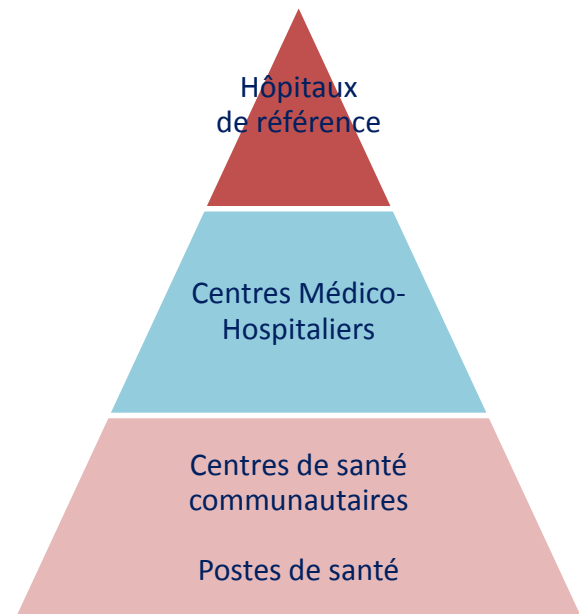 Hôpitaux
de référence
Centres Médico-
Hospitaliers
Centres de santé
communautaires
Postes de santé